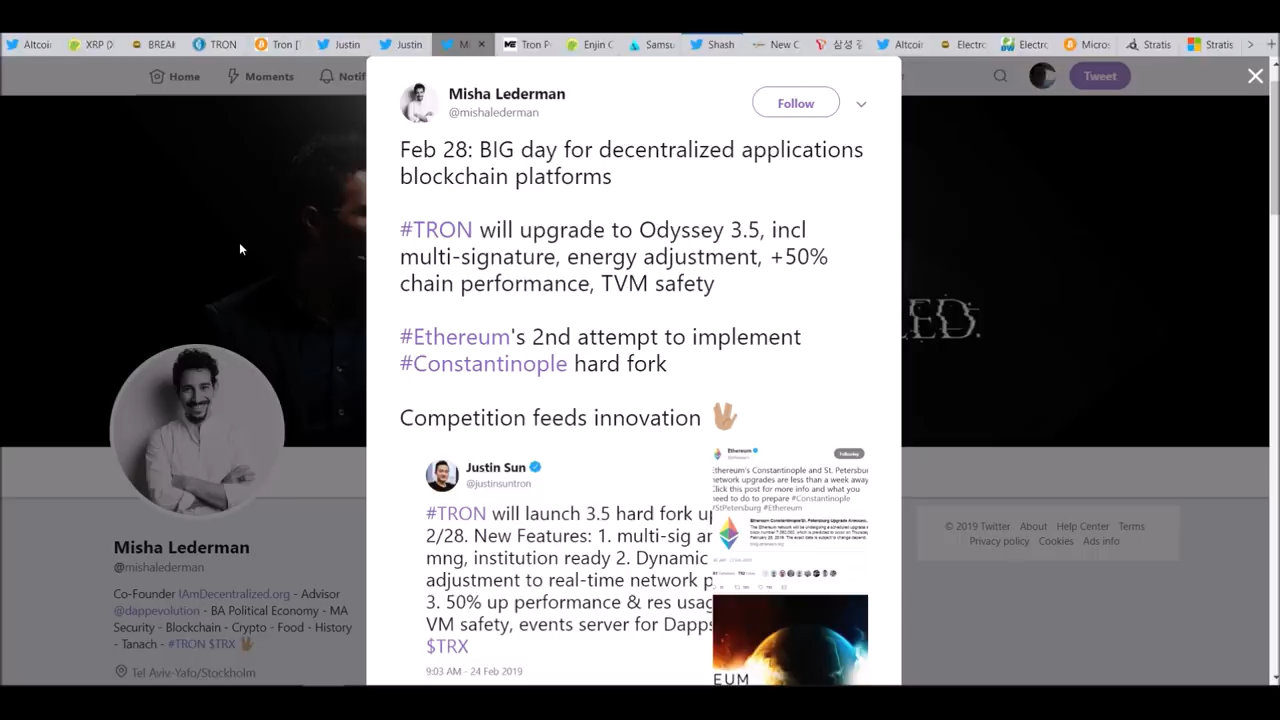 Altcoi
XRP (X
BREA
TRON
Tron [
Justin
Justin
Mi
Tron P
Enjin C
Samsu
Shash
New C
삼성 경
Altcoi
Electro
Electro
Micros
Stratis
Stratis
Home
Moments
Notif
Tweet
Misha Lederman
@mishalederman
Follow
Feb 28: BIG day for decentralized applications
blockchain platforms
#TRON will upgrade to Odyssey 3.5, incl
multi-signature, energy adjustment, +50%
chain performance, TVM safety
#Ethereum's 2nd attempt to implement
#Constantinople hard fork
Competition feeds innovation 🖖🏼
Justin Sun
@justinsuntron
#TRON will launch 3.5 hard fork up
2/28. New Features: 1. multi-sig an
mng, institution ready 2. Dynamic
adjustment to real-time network p
3. 50% up performance & res usag
VM safety, events server for Dapps
$TRX
9:03 AM - 24 Feb 2019
Ethereum
Following
Ethereum's Constantinople and St. Petersbu
network upgrades are less than a week away
Click this post for more info and what you
need to do to prepare #Constantinople
#StPetersburg #Ethereum
EUM
ED.
Misha Lederman
@mishalederman
Co-Founder IAmDecentralized.org - Advisor
@dappevolution - BA Political Economy - MA
Security - Blockchain - Crypto - Food - History
- Tanach - #TRON $TRX 🖖🏼
Tel Aviv-Yafo/Stockholm
© 2019 Twitter About Help Center Terms
Privacy policy Cookies Ads info